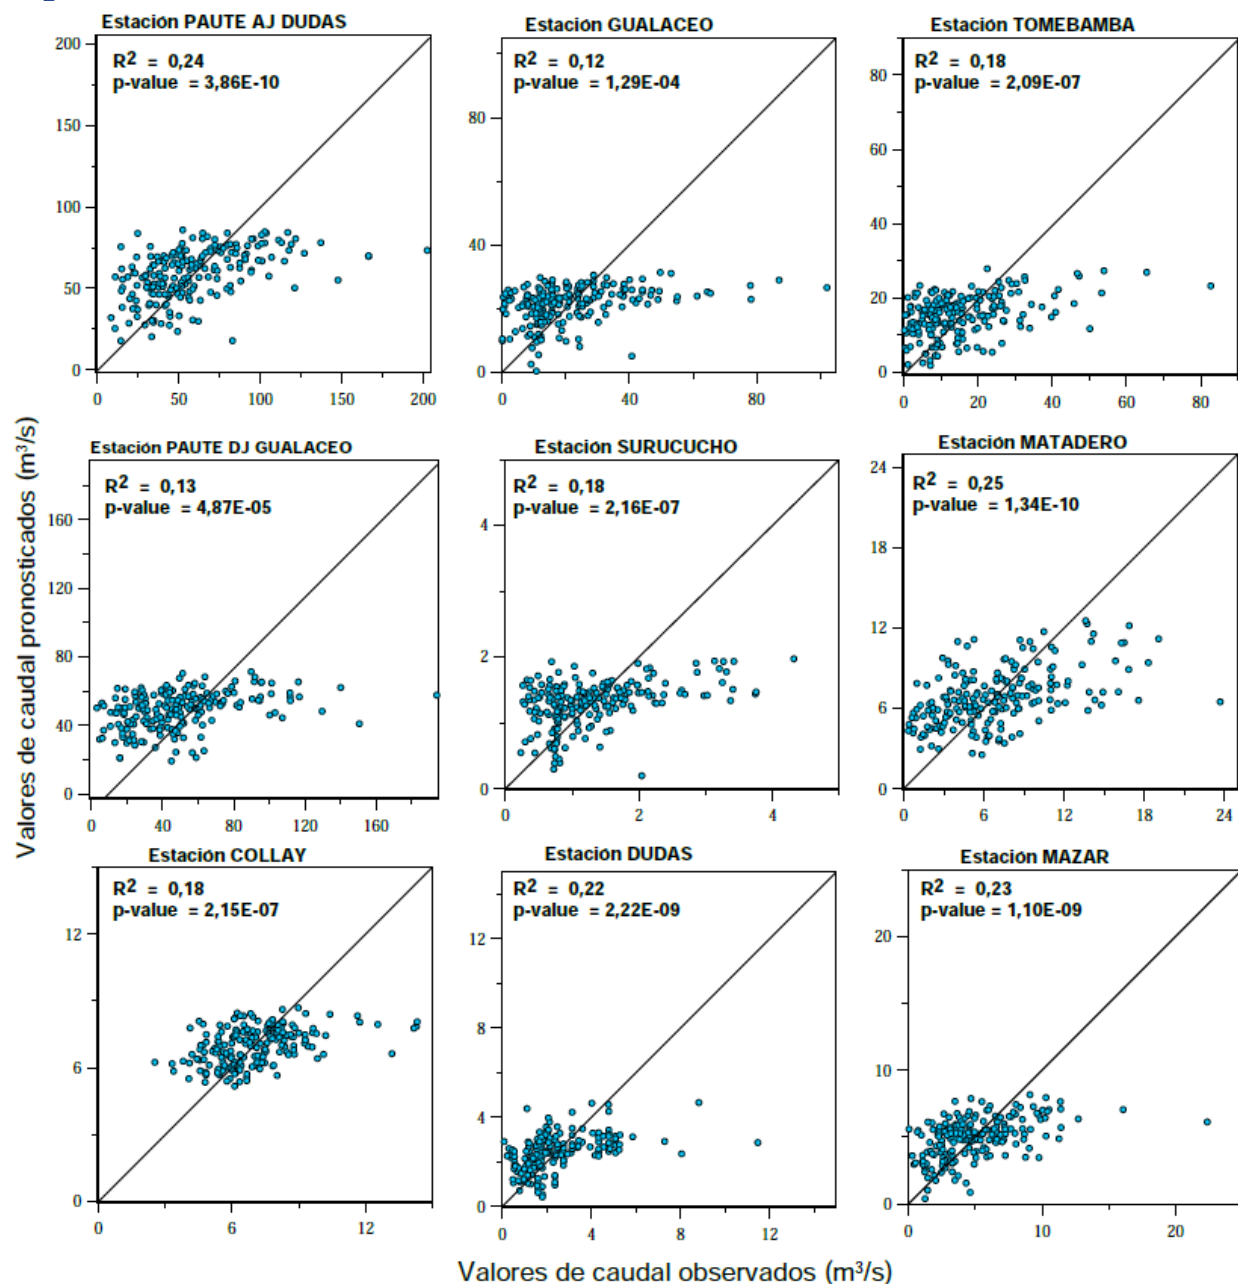 Estación PAUTE AJ DUDAS
R² = 0,24
p-value = 3,86E-10
200
150
100
50
0
0 50 100 150 200
Estación GUALACEO
R² = 0,12
p-value = 1,29E-04
80
40
0
0 40 80
Estación TOMEBAMBA
R² = 0,18
p-value = 2,09E-07
80
60
40
20
0
0 20 40 60 80
Valores de caudal pronosticados (m³/s)
Estación PAUTE DJ GUALACEO
R² = 0,13
p-value = 4,87E-05
160
120
80
40
0
0 40 80 120 160
Estación SURUCUCHO
R² = 0,18
p-value = 2,16E-07
4
2
0
0 2 4
Estación MATADERO
R² = 0,25
p-value = 1,34E-10
24
18
12
6
0
0 6 12 18 24
Estación COLLAY
R² = 0,18
p-value = 2,15E-07
12
6
0
0 6 12
Estación DUDAS
R² = 0,22
p-value = 2,22E-09
12
8
4
0
0 4 8 12
Estación MAZAR
R² = 0,23
p-value = 1,10E-09
20
10
0
0 10 20
Valores de caudal observados (m³/s)